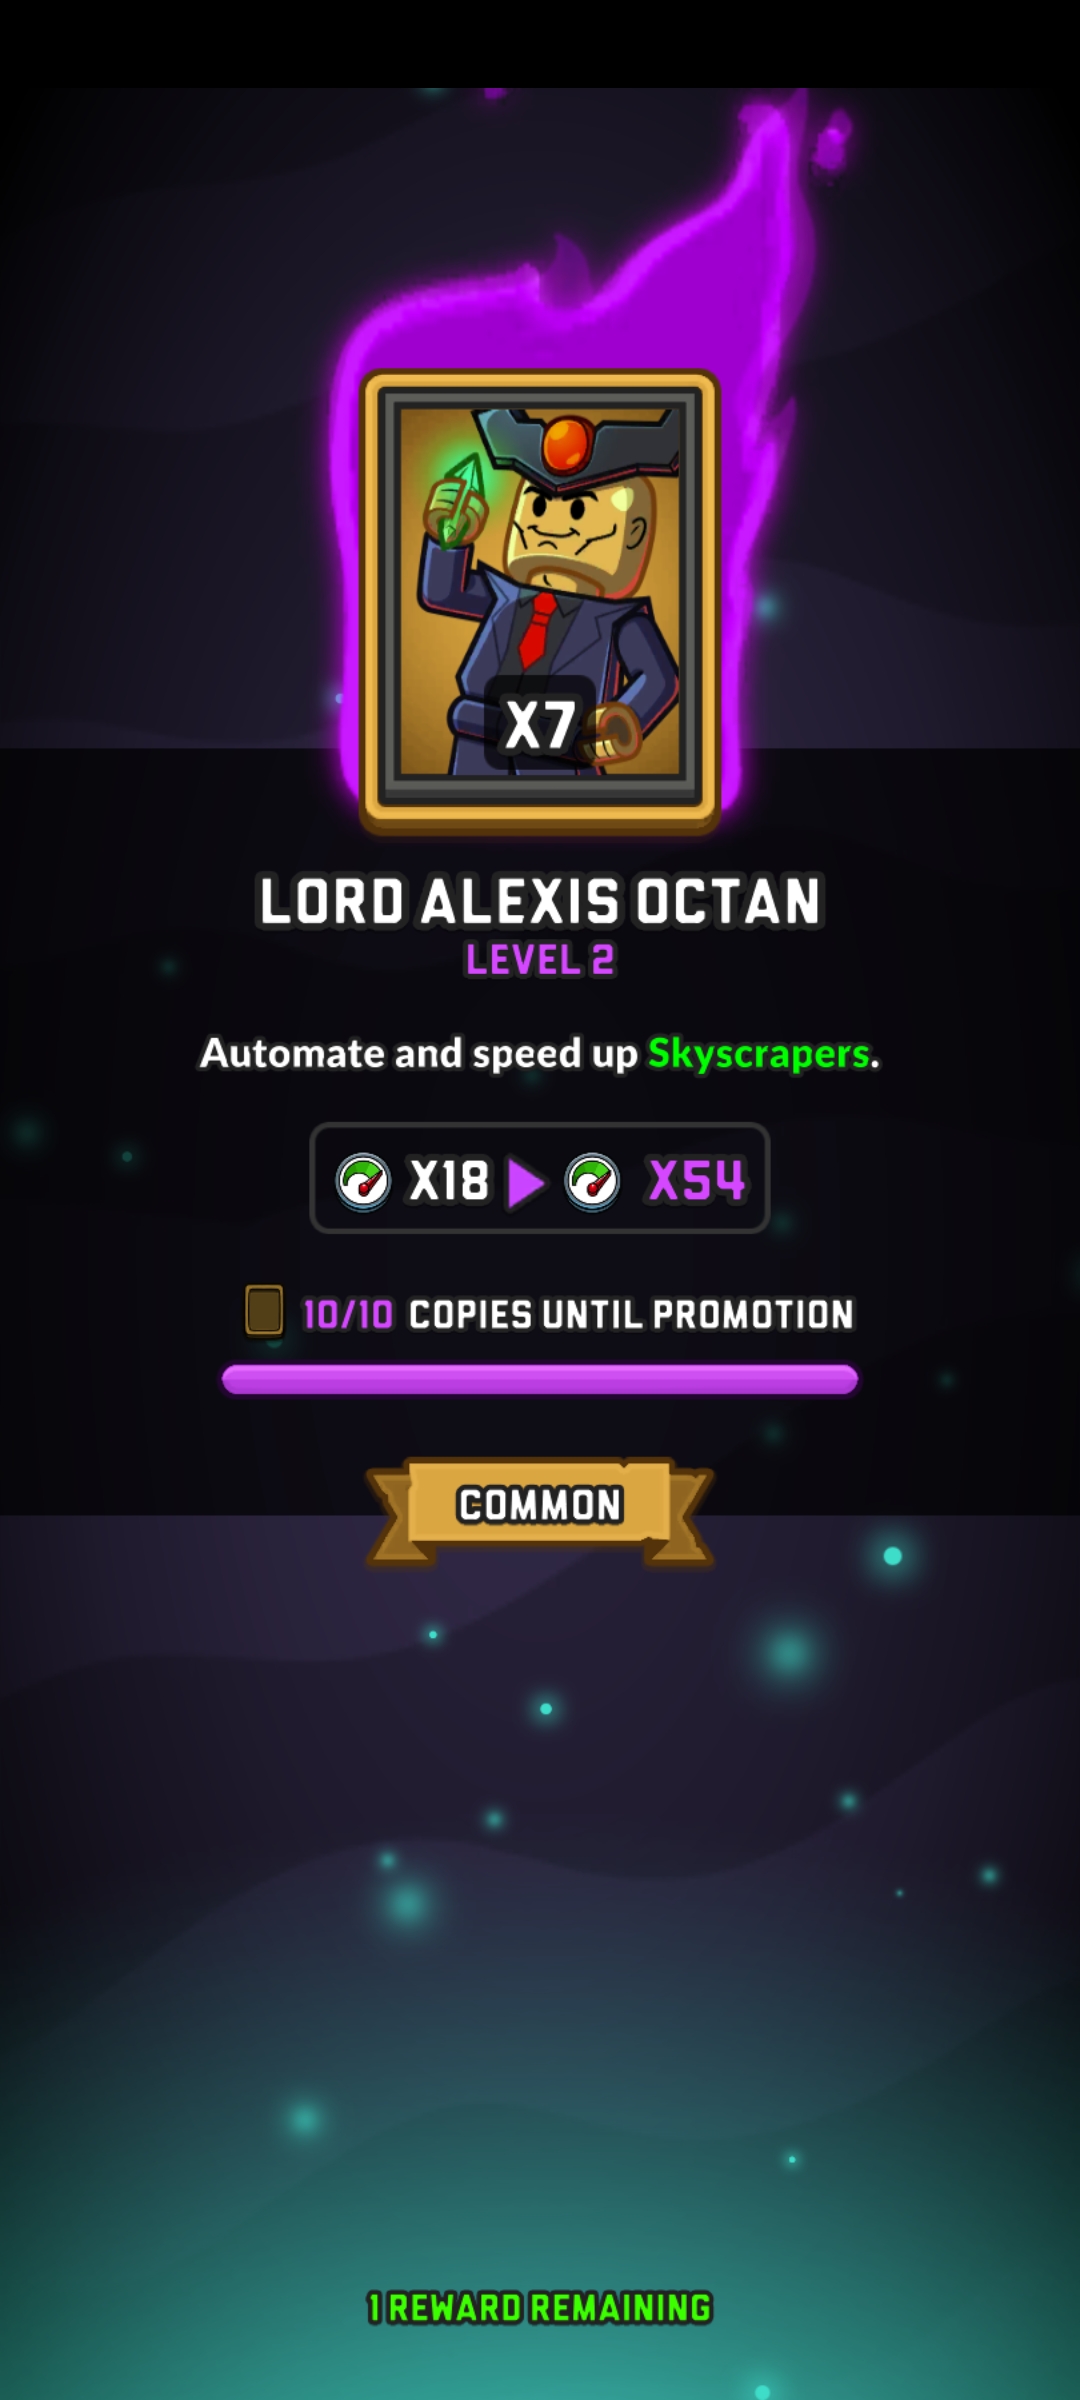 X7
LORD ALEXIS OCTAN
LEVEL 2
Automate and speed up Skyscrapers.
X18 X54
10/10 COPIES UNTIL PROMOTION
COMMON
1 REWARD REMAINING